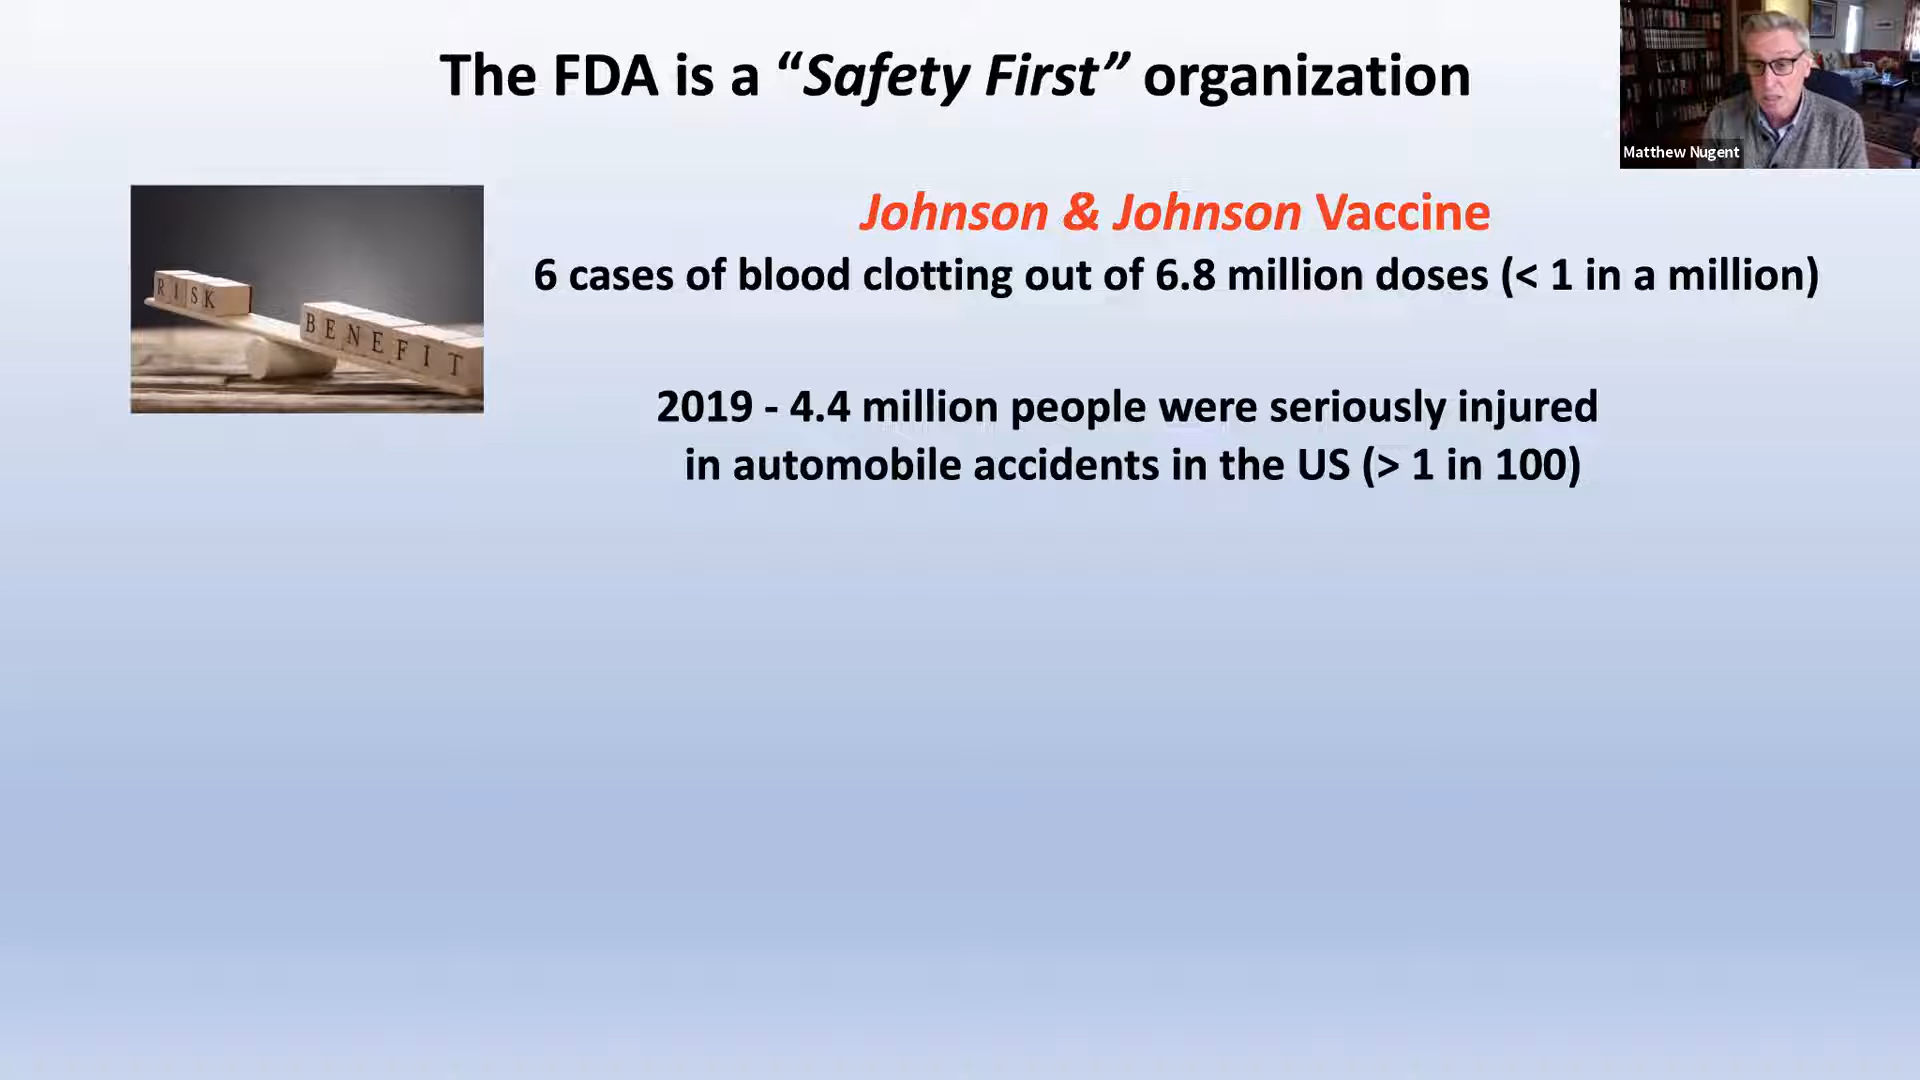 The FDA is a “Safety First” organization
Matthew Nugent
RISK
BENEFIT
Johnson & Johnson Vaccine
6 cases of blood clotting out of 6.8 million doses (< 1 in a million)
2019 - 4.4 million people were seriously injured
in automobile accidents in the US (> 1 in 100)